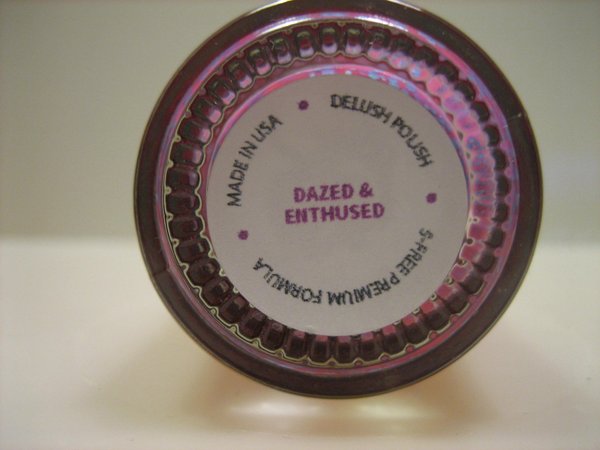 DELUSH POLISH
MADE IN USA
DAZED &
ENTHUSED
5-FREE PREMIUM FORMULA